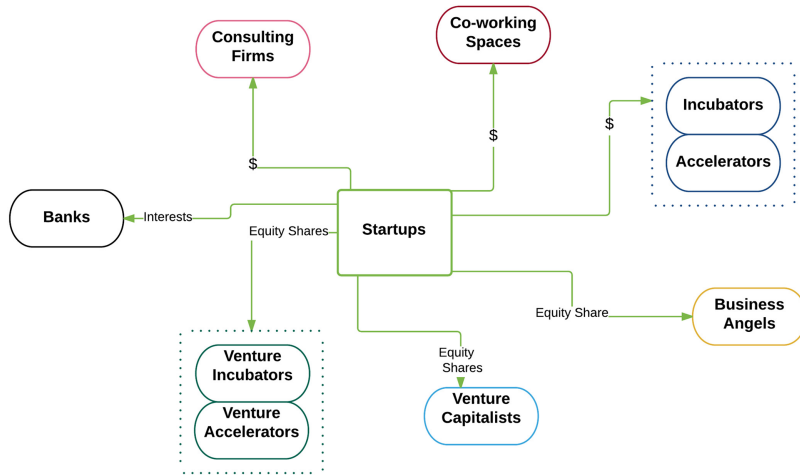 Consulting
Firms
Co-working
Spaces
Incubators
Accelerators
$
$
$
Banks
Interests
Startups
Equity Shares
Equity Share
Business
Angels
Equity
Shares
Venture
Incubators
Venture
Accelerators
Venture
Capitalists